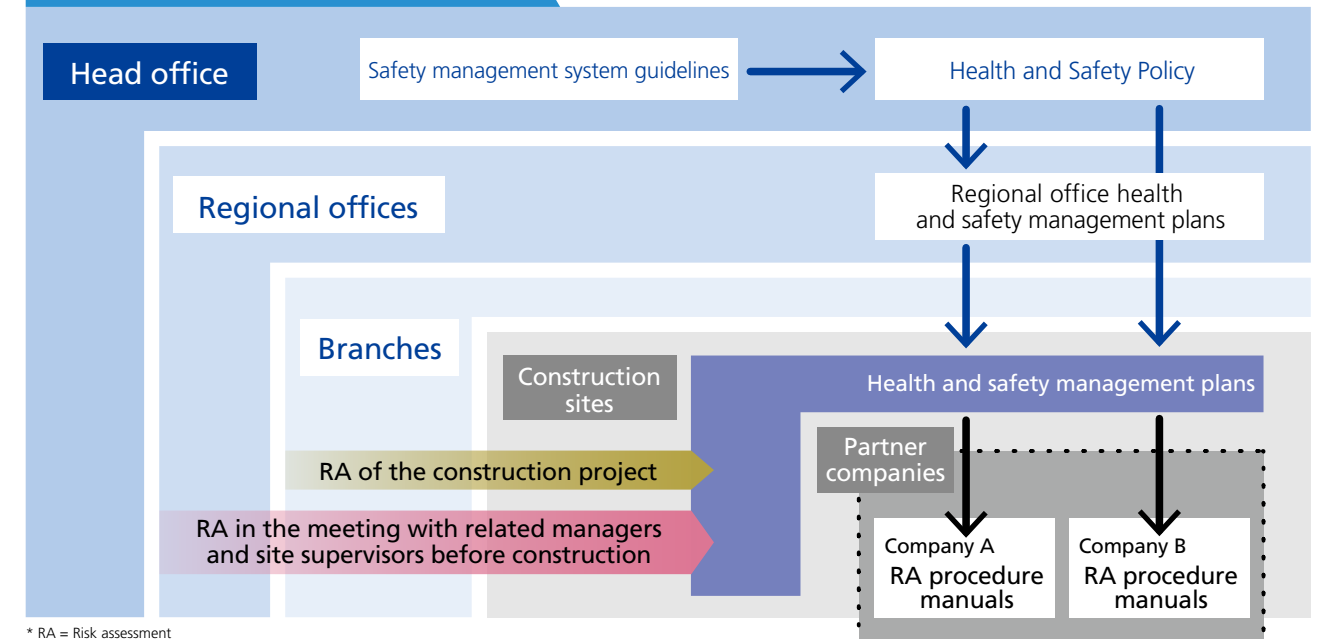 Head office
Safety management system guidelines
Health and Safety Policy
Regional offices
Regional office health
and safety management plans
Branches
Construction
sites
Health and safety management plans
Partner
companies
RA of the construction project
RA in the meeting with related managers
and site supervisors before construction
Company A
RA procedure
manuals
Company B
RA procedure
manuals
* RA = Risk assessment